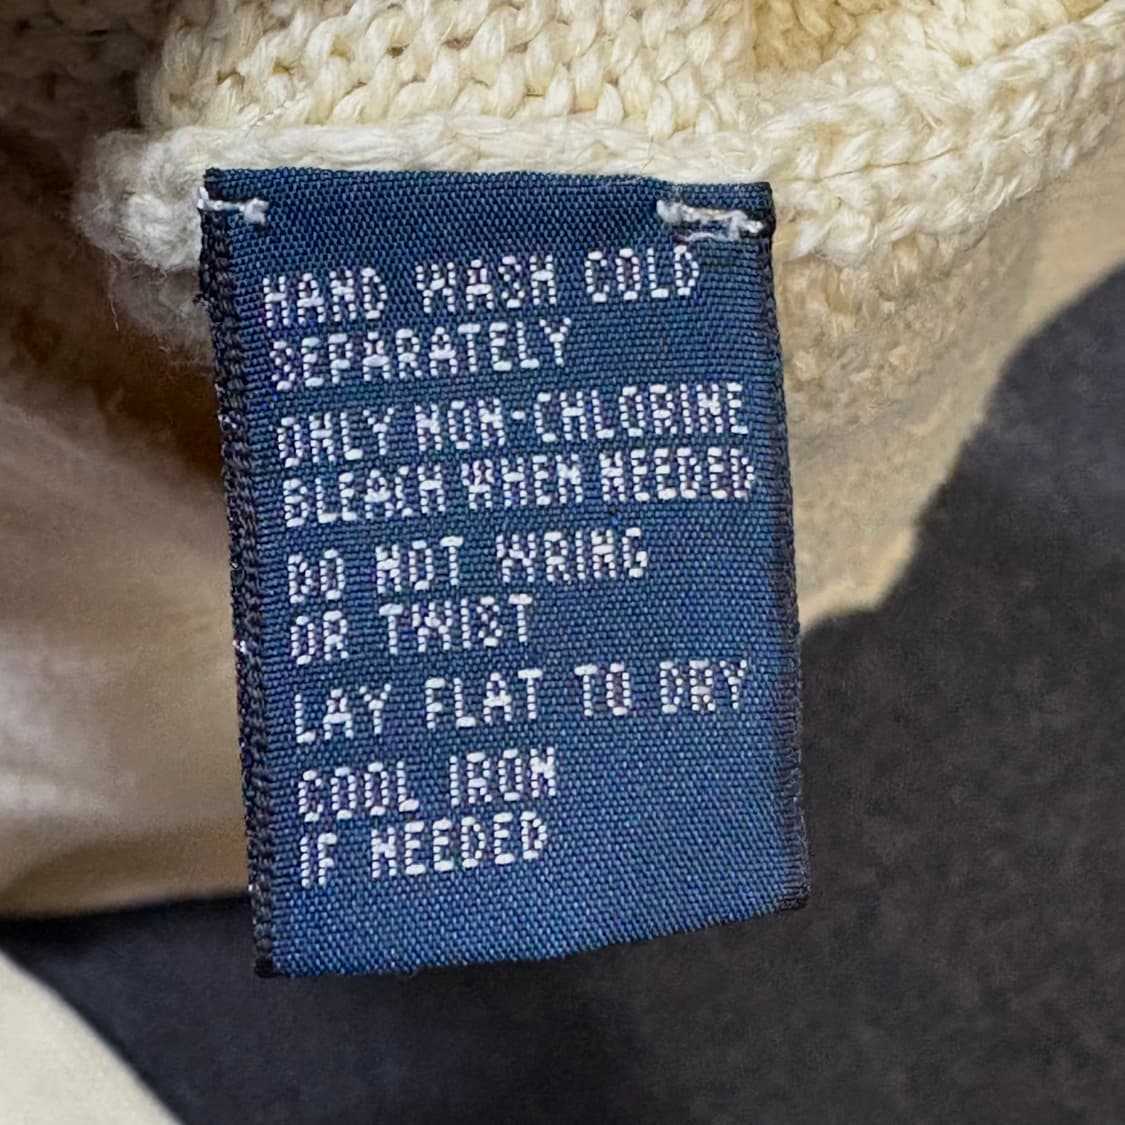 HAND WASH COLD
SEPARATELY
ONLY NON-CHLORINE
BLEACH WHEN NEEDED
DO NOT WRING
OR TWIST
LAY FLAT TO DRY
COOL IRON
IF NEEDED